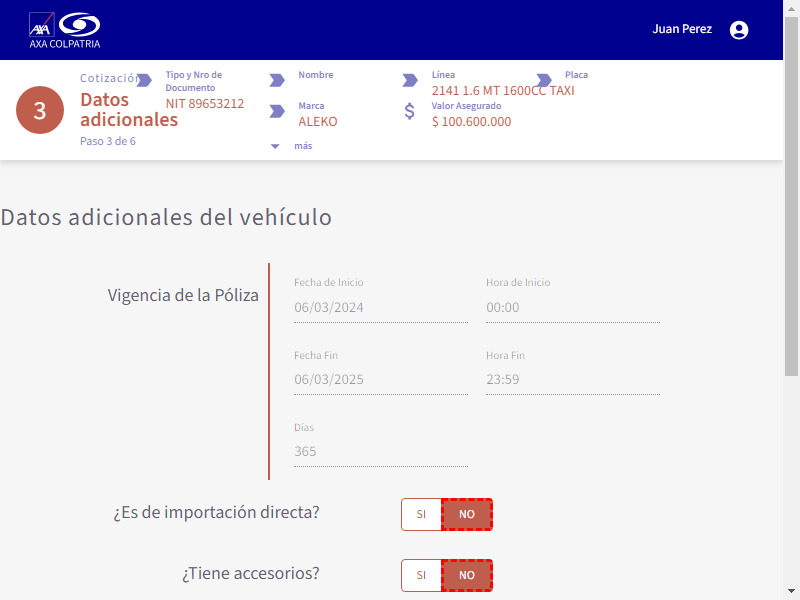 AXA
AXA COLPATRIA
Juan Perez
3
Cotización
Datos
adicionales
Paso 3 de 6
Tipo y Nro de
Documento
NIT 89653212
Nombre
Marca
ALEKO
más
Línea
2141 1.6 MT 1600CC TAXI
Valor Asegurado
$ 100.600.000
Placa
Datos adicionales del vehículo
Vigencia de la Póliza
Fecha de Inicio
06/03/2024
Hora de Inicio
00:00
Fecha Fin
06/03/2025
Hora Fin
23:59
Días
365
¿Es de importación directa?
SI
NO
¿Tiene accesorios?
SI
NO